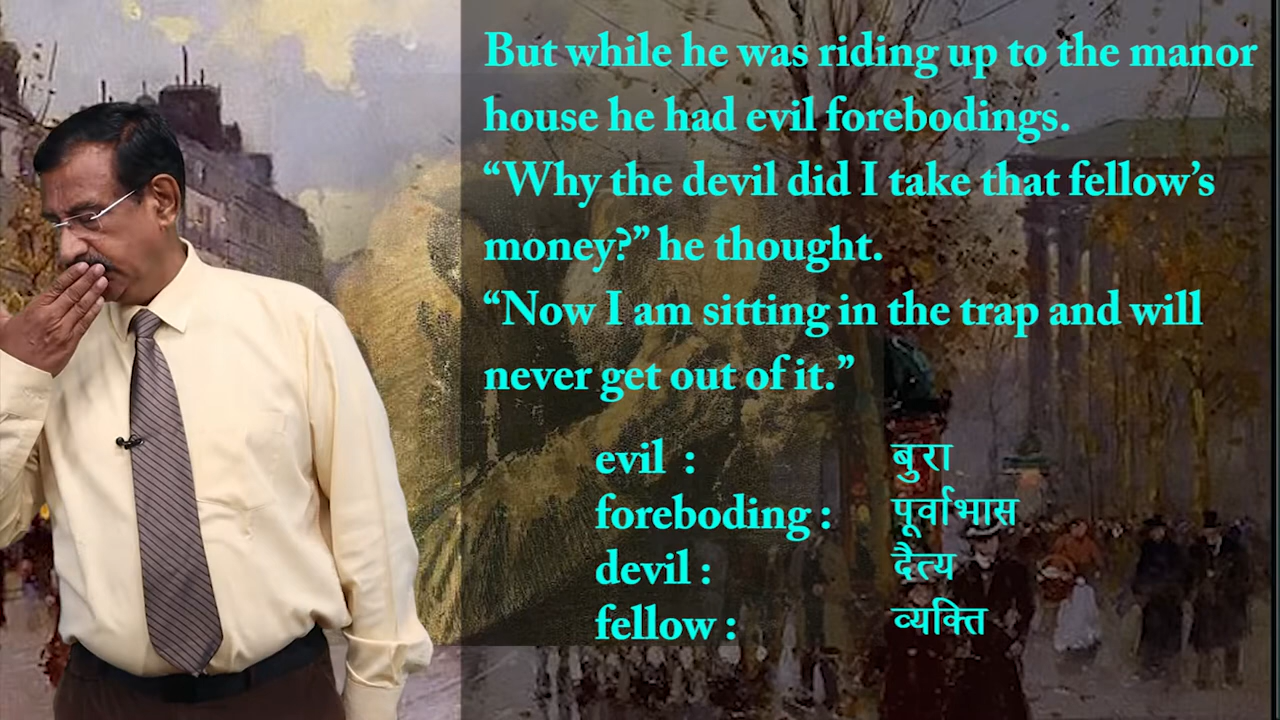 But while he was riding up to the manor
house he had evil forebodings.
“Why the devil did I take that fellow’s
money?” he thought.
“Now I am sitting in the trap and will
never get out of it.”
evil : बुरा
foreboding : पूर्वाभास
devil : दैत्य
fellow : व्यक्ति